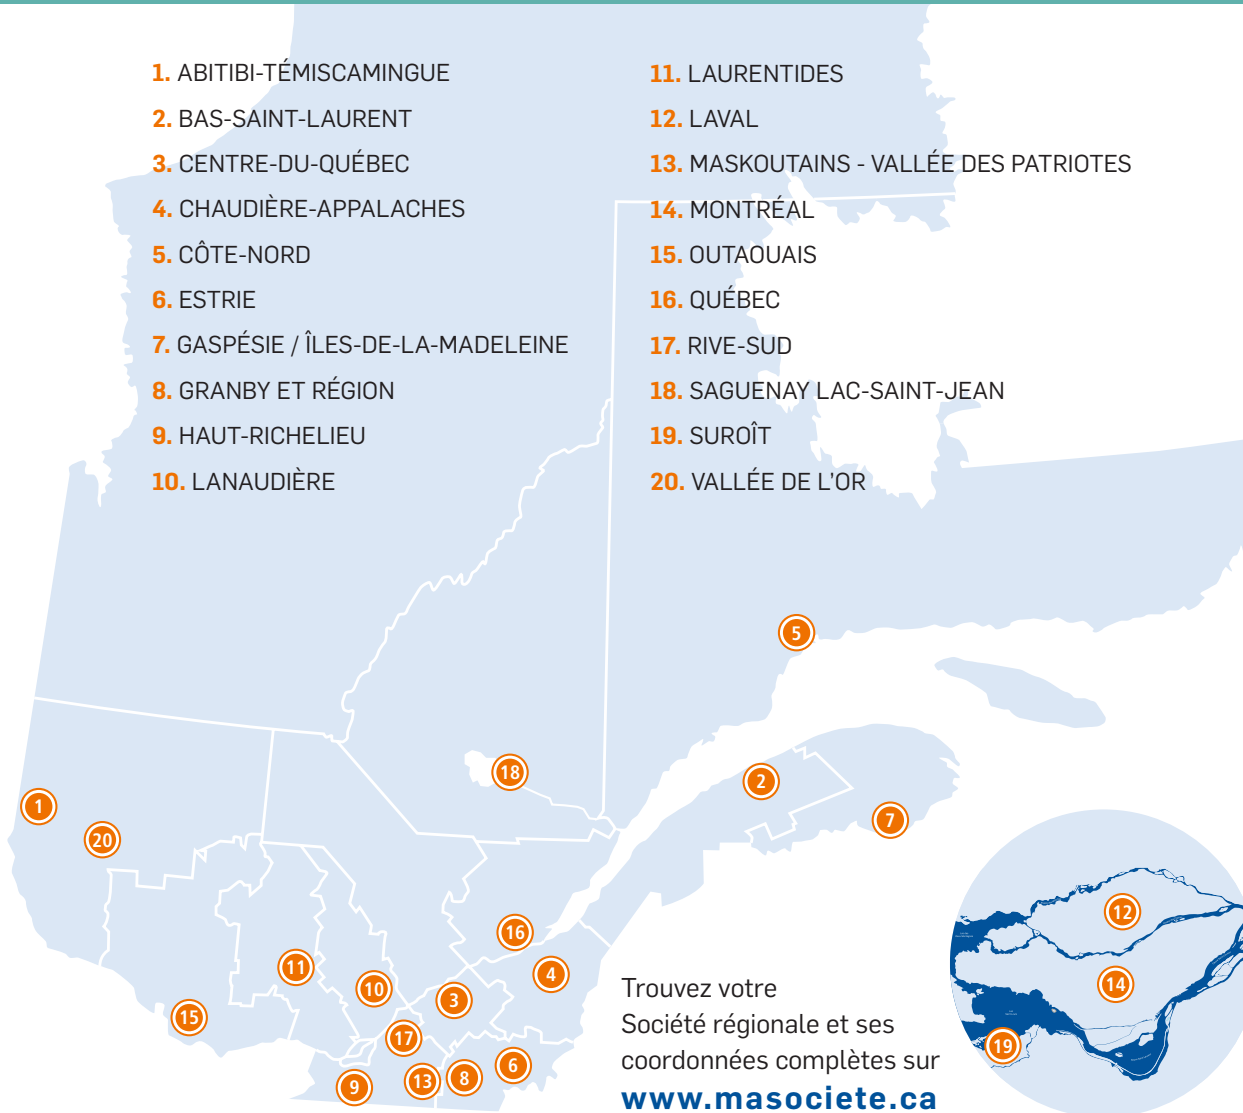 1. ABITIBI-TÉMISCAMINGUE
2. BAS-SAINT-LAURENT
3. CENTRE-DU-QUÉBEC
4. CHAUDIÈRE-APPALACHES
5. CÔTE-NORD
6. ESTRIE
7. GASPÉSIE / ÎLES-DE-LA-MADELEINE
8. GRANBY ET RÉGION
9. HAUT-RICHELIEU
10. LANAUDIÈRE
11. LAURENTIDES
12. LAVAL
13. MASKOUTAINS - VALLÉE DES PATRIOTES
14. MONTRÉAL
15. OUTAOUAIS
16. QUÉBEC
17. RIVE-SUD
18. SAGUENAY LAC-SAINT-JEAN
19. SUROÎT
20. VALLÉE DE L'OR
5
18
2
1
7
20
12
16
11
4
14
10
3
15
17
19
6
8
13
9
Trouvez votre
Société régionale et ses
coordonnées complètes sur
www.masociete.ca